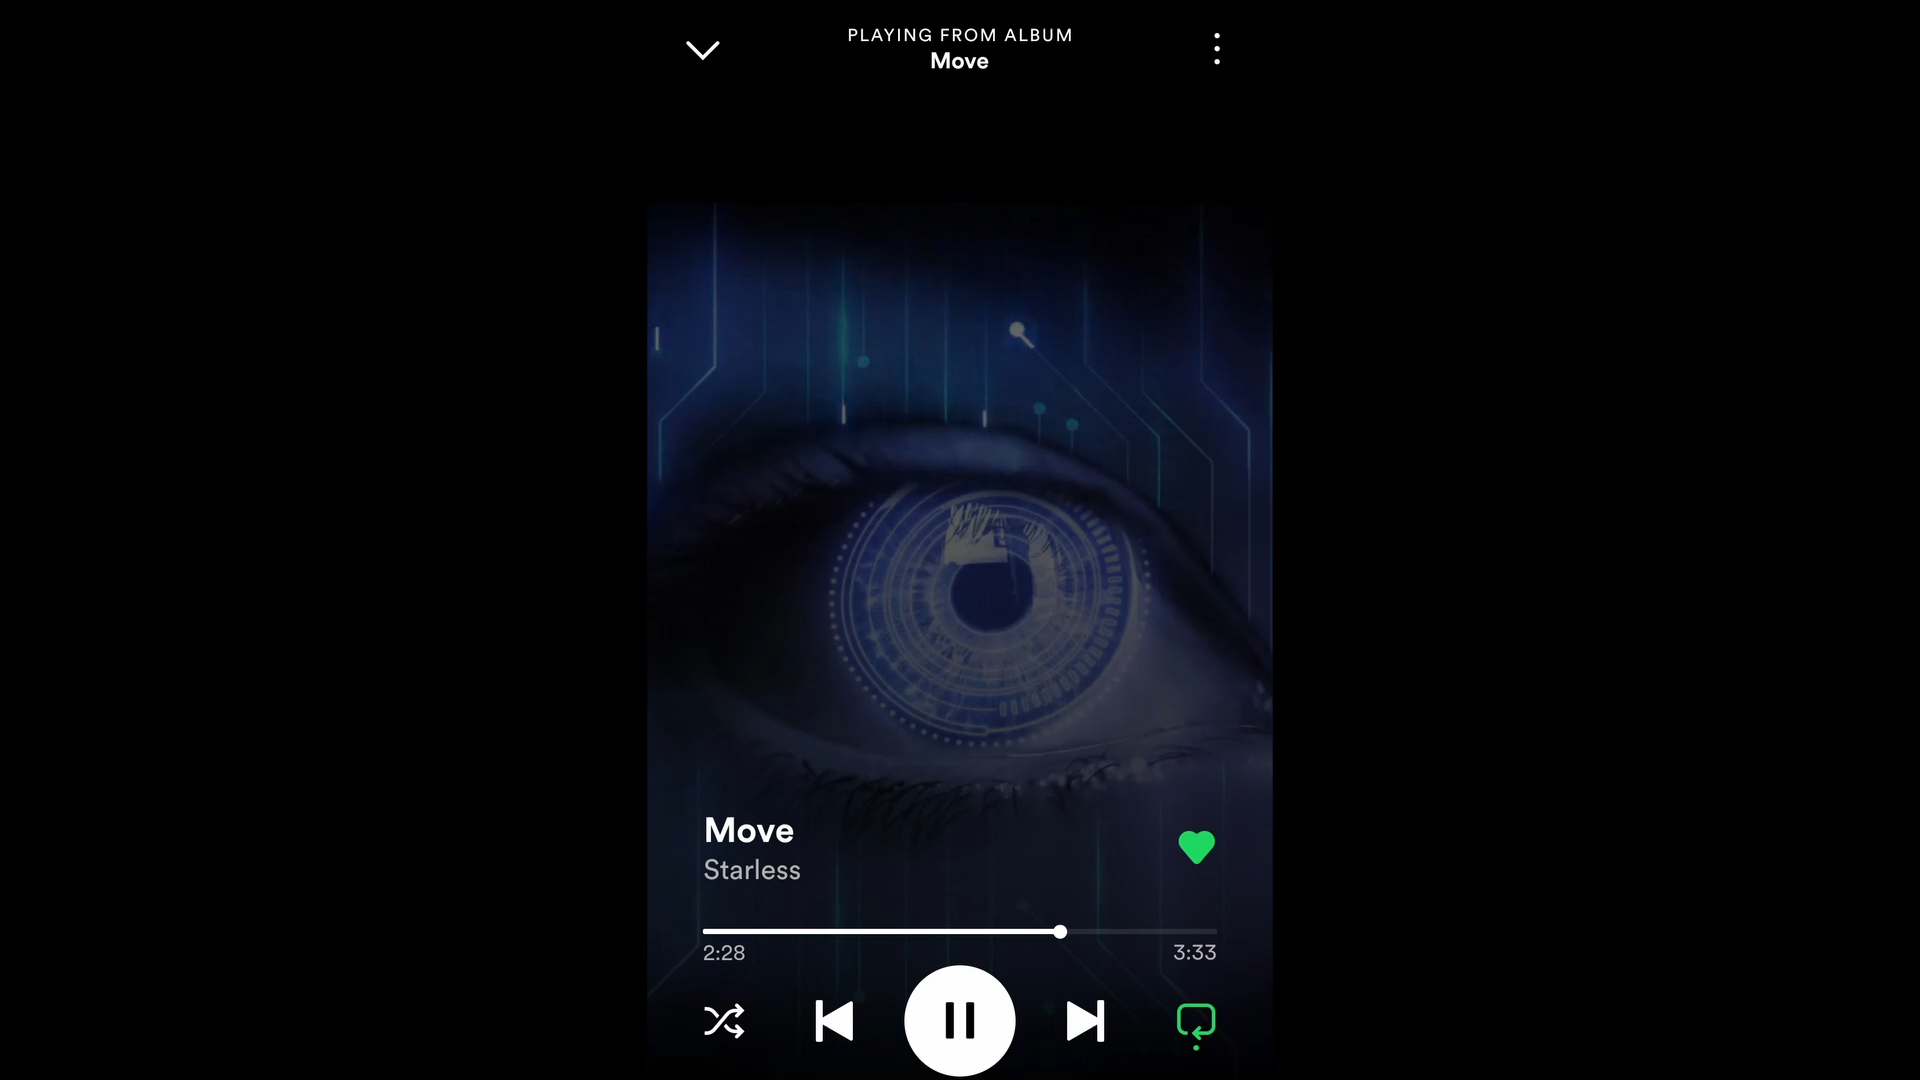 PLAYING FROM ALBUM
Move
Move
Starless
2:28
3:33